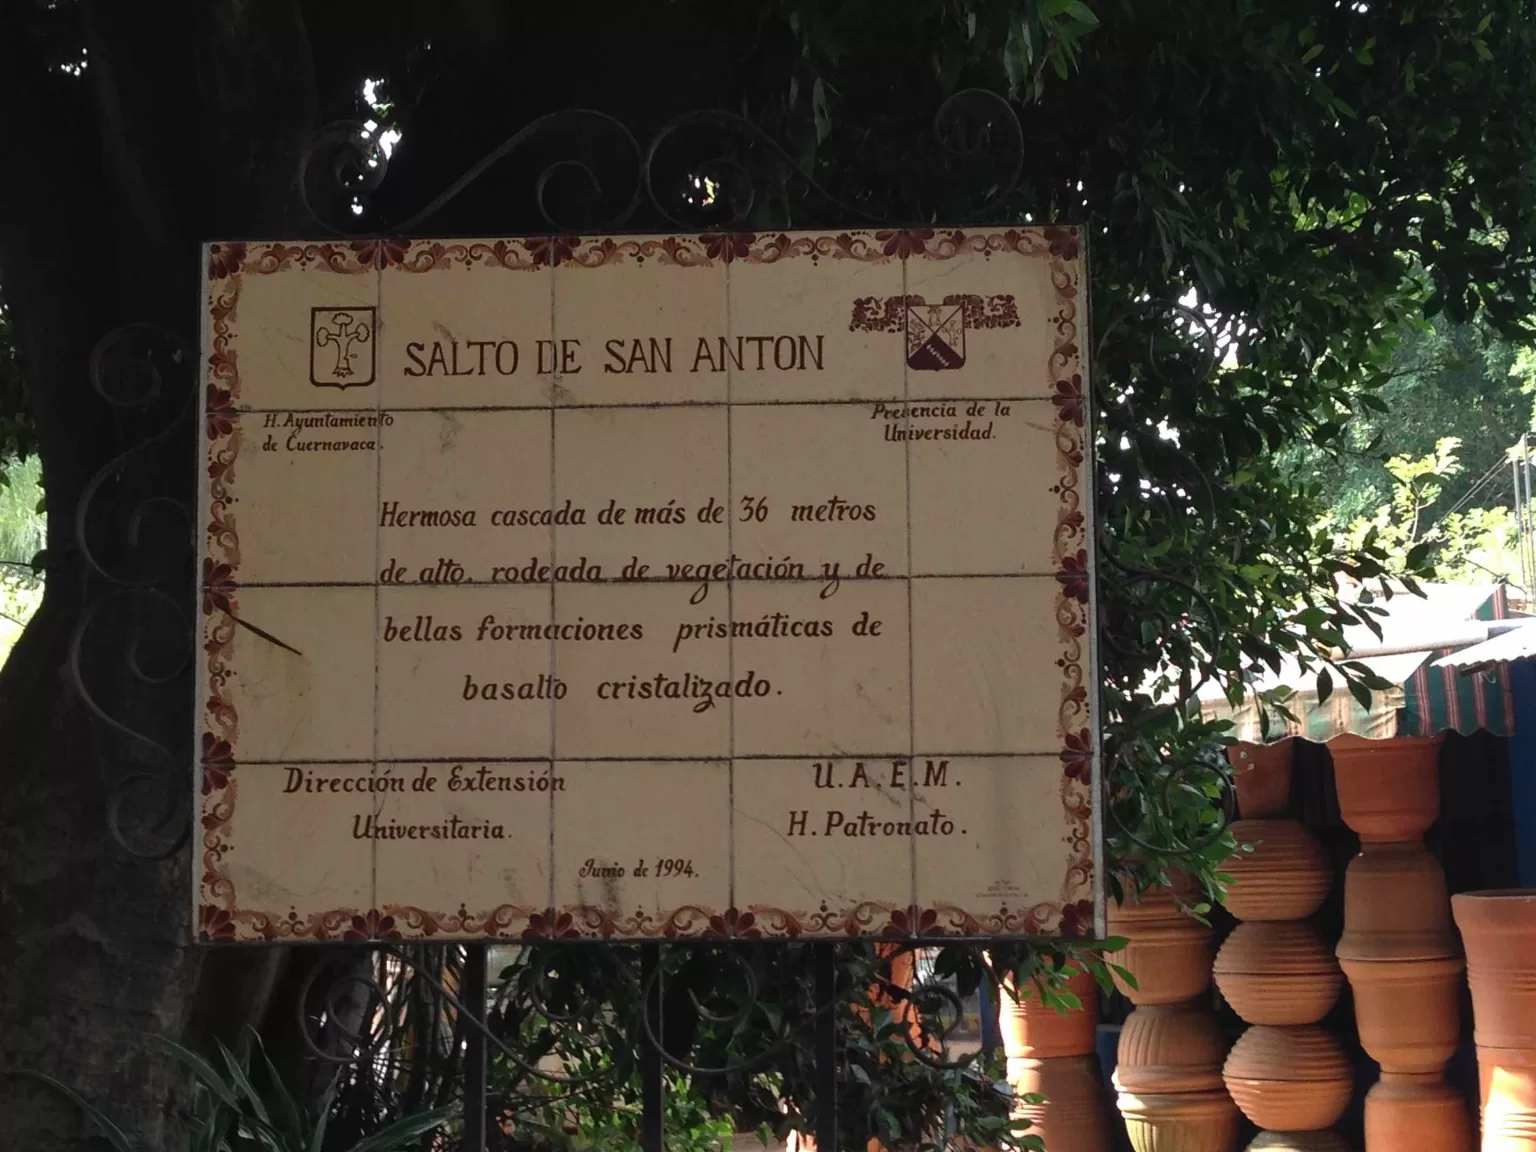 SALTO DE SAN ANTON
H. Ayuntamiento
de Cuernavaca.
Presencia de la
Universidad.
Hermosa cascada de más de 36 metros
de alto, rodeada de vegetación y de
bellas formaciones prismáticas de
basalto cristalizado.
Dirección de Extensión
Universitaria.
U.A.E.M.
H. Patronato.
Junio de 1994.